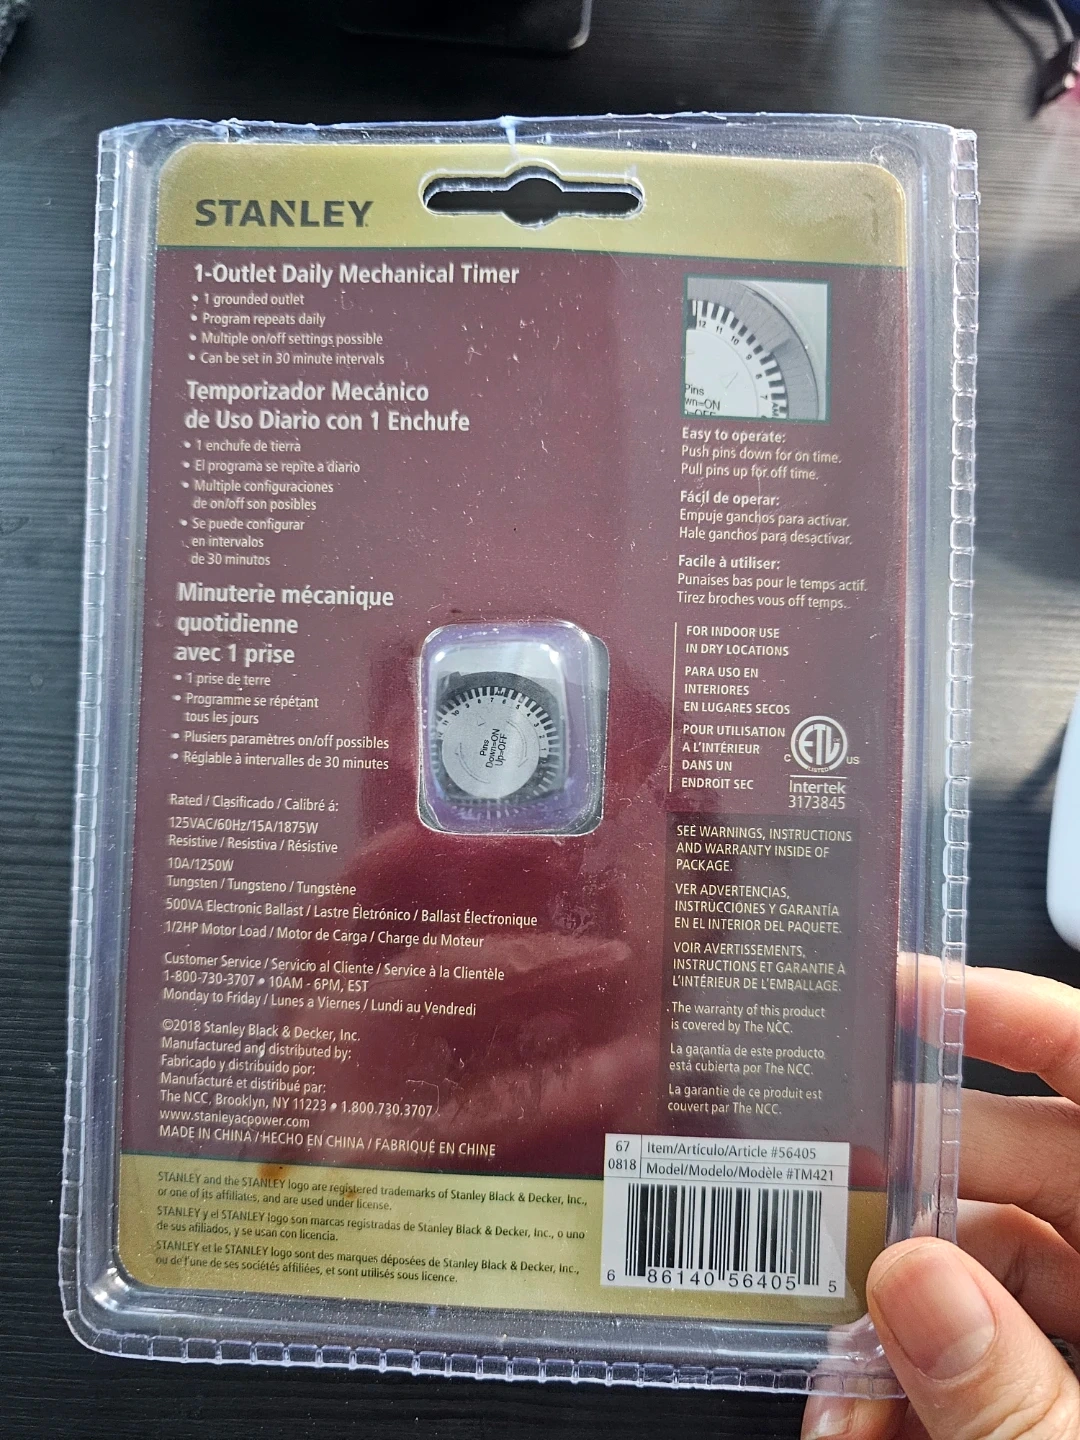 STANLEY
1-Outlet Daily Mechanical Timer
• 1 grounded outlet
• Program repeats daily
• Multiple on/off settings possible
• Can be set in 30 minute intervals
Temporizador Mecánico
de Uso Diario con 1 Enchufe
• 1 enchufe de tierra
• El programa se repite a diario
• Multiple configuraciones
de on/off son posibles
• Se puede configurar
en intervalos
de 30 minutos
Minuterie mécanique
quotidienne
avec 1 prise
• 1 prise de terre
• Programme se répétant
tous les jours
• Plusiers paramètres on/off possibles
• Réglable à intervalles de 30 minutes
Rated / Clasificado / Calibré á:
125VAC/60Hz/15A/1875W
Resistive / Resistiva / Résistive
10A/1250W
Tungsten / Tungsteno / Tungstène
500VA Electronic Ballast / Lastre Eletrónico / Ballast Électronique
1/2HP Motor Load / Motor de Carga / Charge du Moteur
Customer Service / Servicio al Cliente / Service à la Clientèle
1-800-730-3707 • 10AM - 6PM, EST
Monday to Friday / Lunes a Viernes / Lundi au Vendredi
©2018 Stanley Black & Decker, Inc.
Manufactured and distributed by:
Fabricado y distribuido por:
Manufacturé et distribué par:
The NCC, Brooklyn, NY 11223 • 1.800.730.3707
www.stanleyacpower.com
MADE IN CHINA / HECHO EN CHINA / FABRIQUÉ EN CHINE
STANLEY and the STANLEY logo are registered trademarks of Stanley Black & Decker, Inc.,
or one of its affiliates, and are used under license.
STANLEY y el STANLEY logo son marcas registradas de Stanley Black & Decker, Inc., o uno
de sus afiliados, y se usan con licencia.
STANLEY et le STANLEY logo sont des marques déposées de Stanley Black & Decker, Inc.,
ou de l'une de ses sociétés affiliées, et sont utilisés sous licence.
12 11 10 9 8 7
Pins
wn=ON
=OFF
Easy to operate:
Push pins down for on time.
Pull pins up for off time.
Fácil de operar:
Empuje ganchos para activar.
Hale ganchos para desactivar.
Facile à utiliser:
Punaises bas pour le temps actif.
Tirez broches vous off temps.
FOR INDOOR USE
IN DRY LOCATIONS
PARA USO EN
INTERIORES
EN LUGARES SECOS
POUR UTILISATION
A L'INTÉRIEUR
DANS UN
ENDROIT SEC
C ETL US
LISTED
Intertek
3173845
SEE WARNINGS, INSTRUCTIONS
AND WARRANTY INSIDE OF
PACKAGE.
VER ADVERTENCIAS,
INSTRUCCIONES Y GARANTÍA
EN EL INTERIOR DEL PAQUETE.
VOIR AVERTISSEMENTS,
INSTRUCTIONS ET GARANTIE À
L'INTÉRIEUR DE L'EMBALLAGE.
The warranty of this product
is covered by The NCC.
La garantía de este producto
está cubierta por The NCC.
La garantie de ce produit est
couvert par The NCC.
Pins
Down=ON
Up=OFF
67
0818
Item/Artículo/Article #56405
Model/Modelo/Modèle #TM421
6 86140 56405 5